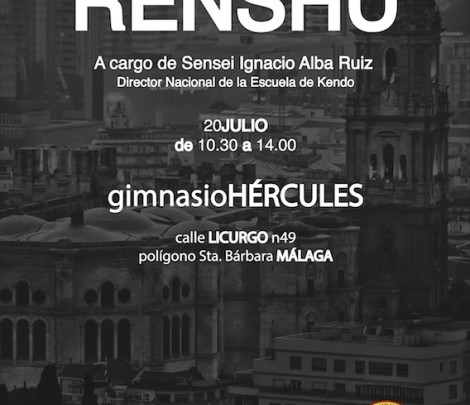 RENSHU
A cargo de Sensei Ignacio Alba Ruiz
Director Nacional de la Escuela de Kendo
20JULIO
de 10.30 a 14.00
gimnasioHÉRCULES
calle LICURGO n49
polígono Sta. Bárbara MÁLAGA